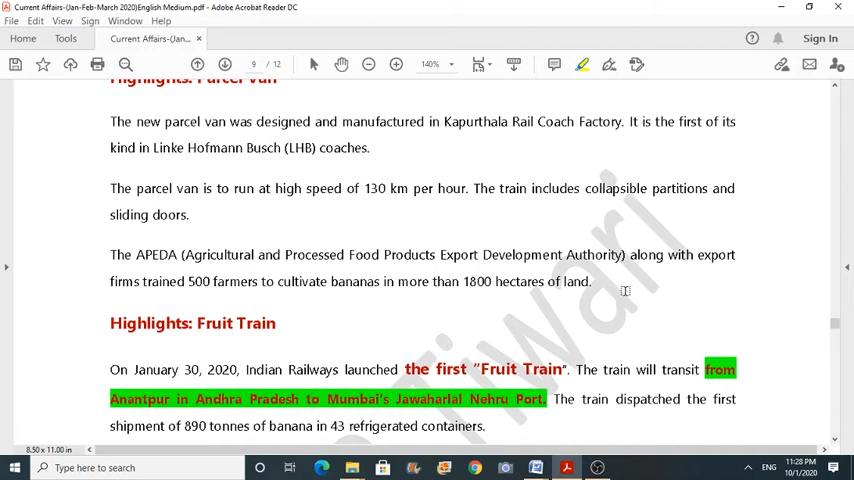 Current Affairs-(Jan-Feb-March 2020)English Medium.pdf - Adobe Acrobat Reader DC
File Edit View Sign Window Help
Home Tools Current Affairs-(Jan-... × Sign In
9 / 12 140%
Highlights: Parcel Van
The new parcel van was designed and manufactured in Kapurthala Rail Coach Factory. It is the first of its
kind in Linke Hofmann Busch (LHB) coaches.
The parcel van is to run at high speed of 130 km per hour. The train includes collapsible partitions and
sliding doors.
The APEDA (Agricultural and Processed Food Products Export Development Authority) along with export
firms trained 500 farmers to cultivate bananas in more than 1800 hectares of land.
Highlights: Fruit Train
On January 30, 2020, Indian Railways launched the first "Fruit Train". The train will transit from
Anantpur in Andhra Pradesh to Mumbai's Jawaharlal Nehru Port. The train dispatched the first
shipment of 890 tonnes of banana in 43 refrigerated containers.
Tiwari
8.50 x 11.00 in
Type here to search
ENG
11:28 PM
10/1/2020